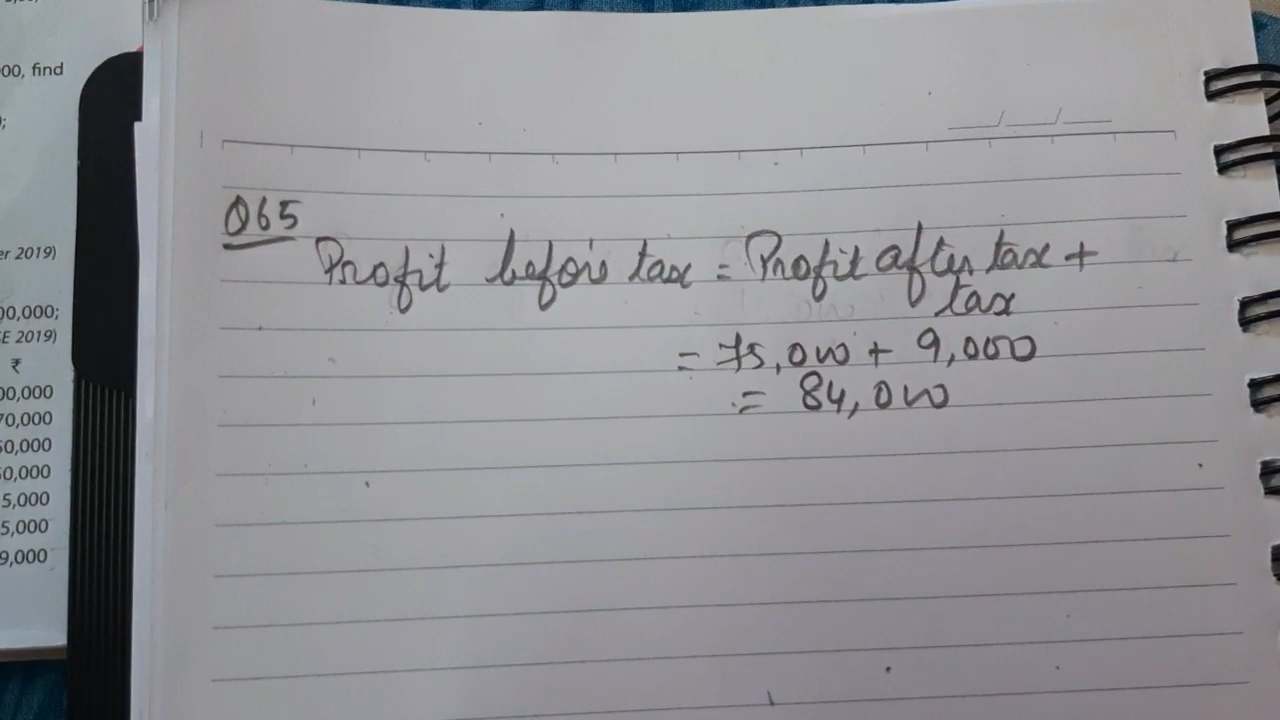 00, find
;
er 2019)
00,000;
E 2019)
₹
00,000
70,000
50,000
50,000
5,000
5,000
9,000
Q65
Profit before tax = Profit after tax +
tax
= 75,000 + 9,000
= 84,000